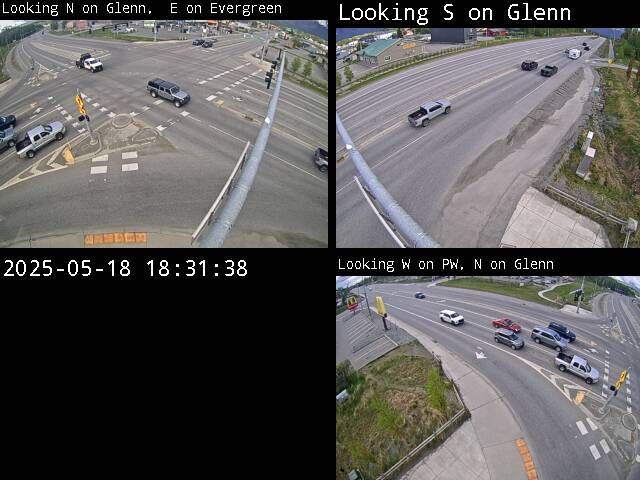 Looking N on Glenn, E on Evergreen
Looking S on Glenn
2025-05-18 18:31:38
Looking W on PW, N on Glenn